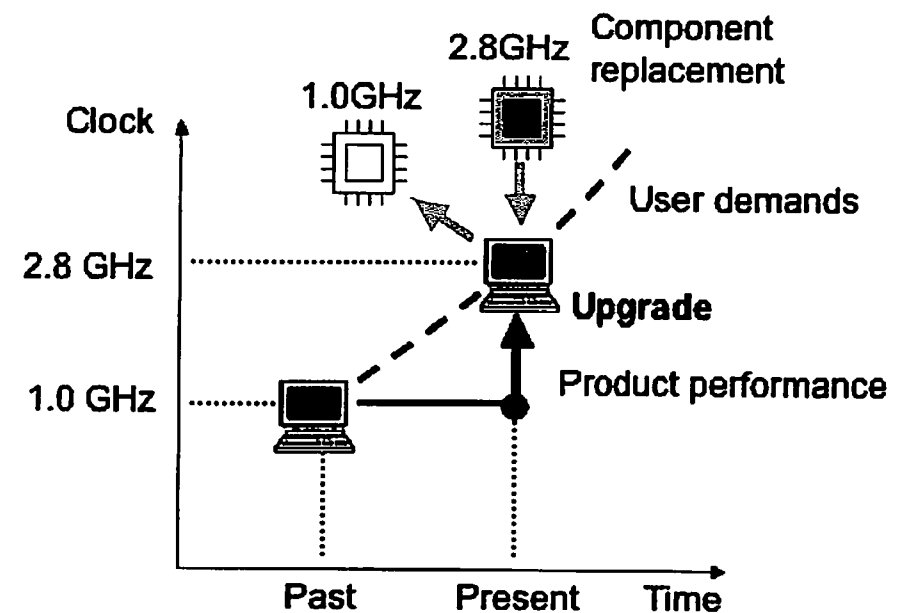 Component
replacement
2.8GHz
1.0GHz
Clock
User demands
2.8 GHz
Upgrade
1.0 GHz
Product performance
Past
Present
Time